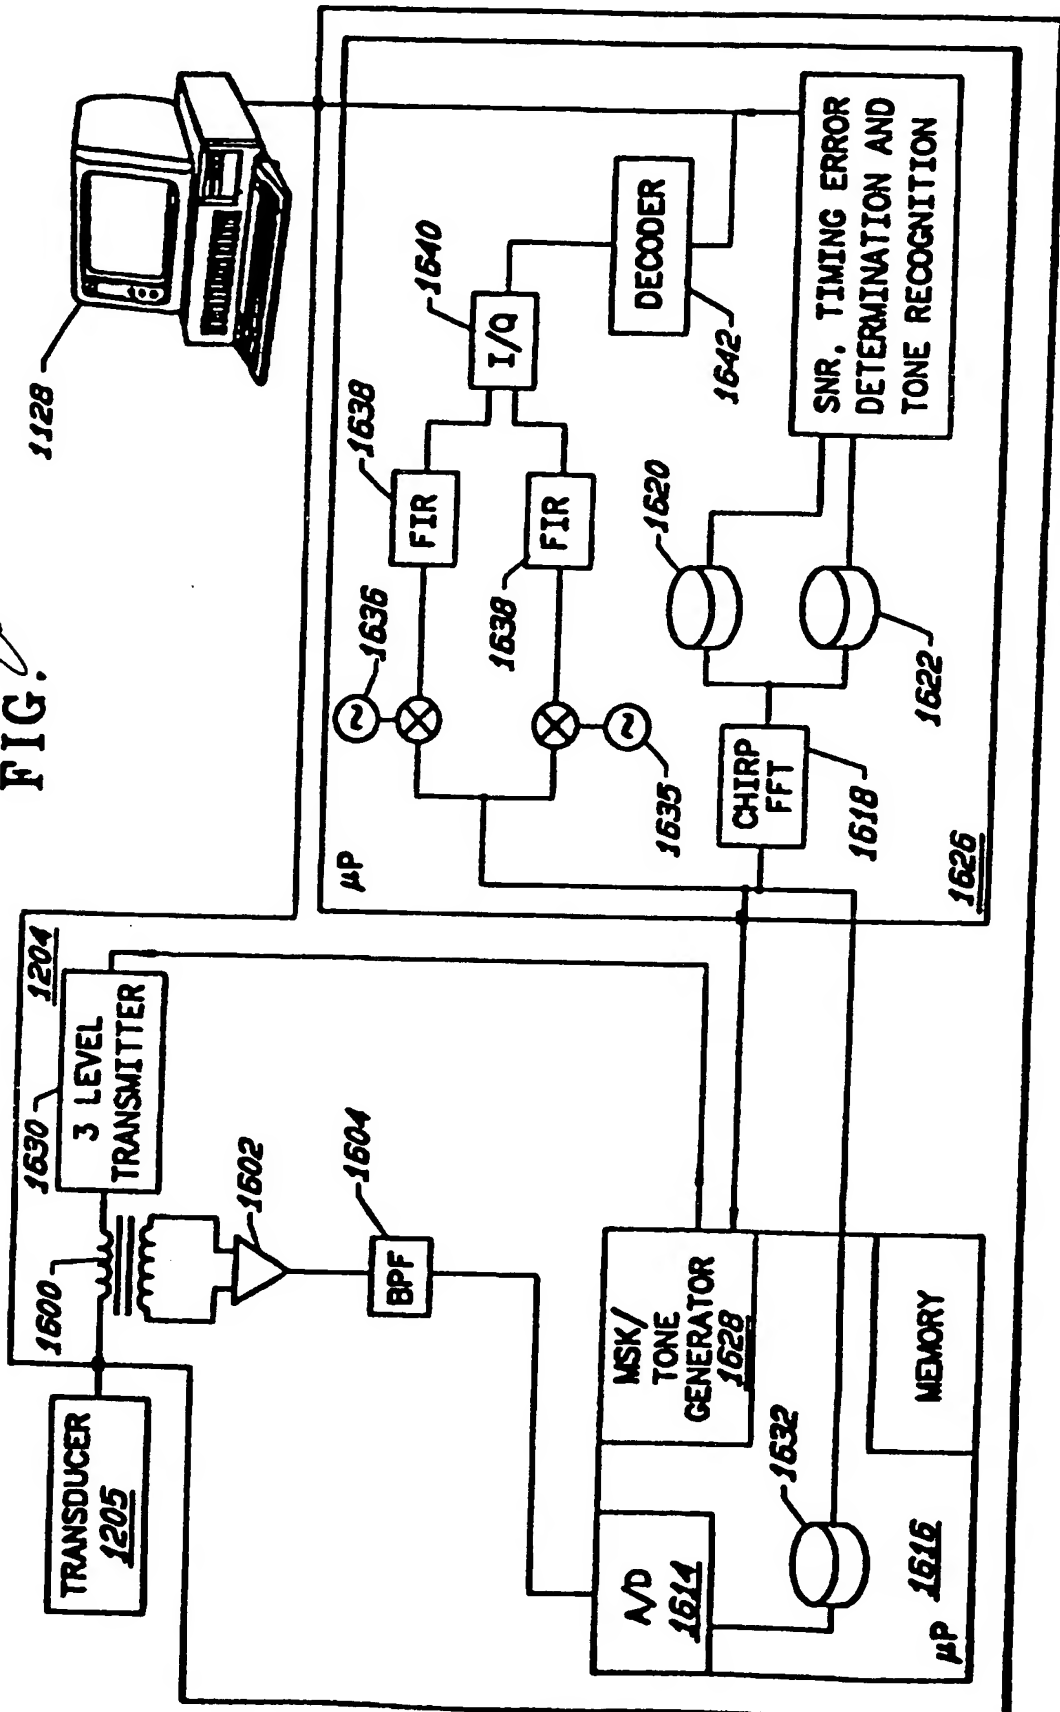 FIG.
1128
TRANSDUCER
1205
1600
1630
3 LEVEL
TRANSMITTER
1204
1602
1604
BPF
A/D
1614
MSK/
TONE
GENERATOR
1628
1632
MEMORY
1616
µP
µP
1636
1638
FIR
1640
I/Q
FIR
1638
1635
DECODER
1642
1620
CHIRP
FFT
1618
1622
SNR, TIMING ERROR
DETERMINATION AND
TONE RECOGNITION
1626